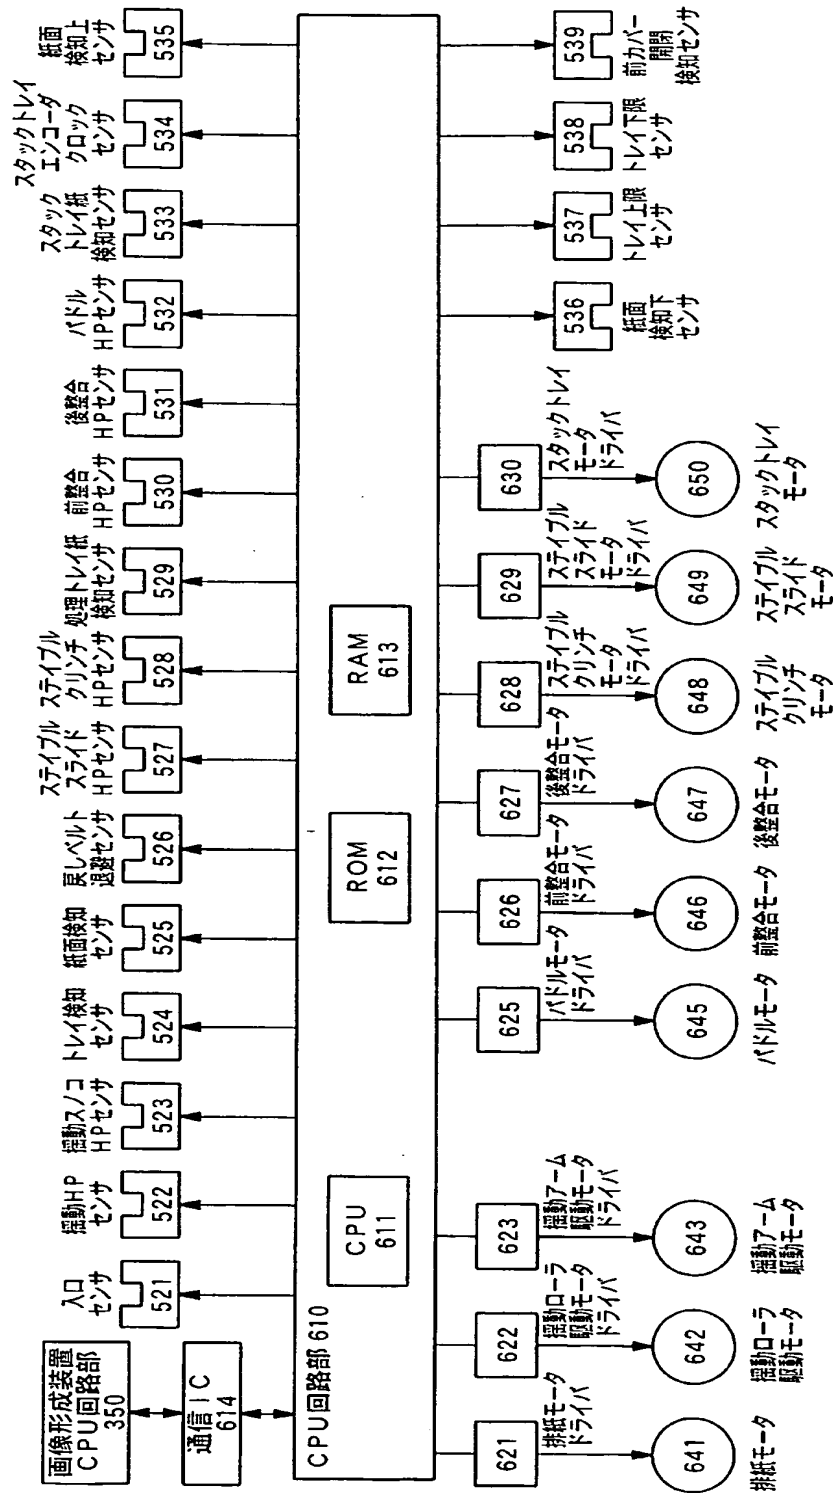 画像形成装置
CPU回路部
350
通信IC
614
入口
センサ
521
揺動HP
センサ
522
揺動スノコ
HPセンサ
523
トレイ検知
センサ
524
紙面検知
センサ
525
戻しベルト
退避センサ
526
ステイプル
スライド
HPセンサ
527
ステイプル
クリンチ
HPセンサ
528
処理トレイ紙
検知センサ
529
前整合
HPセンサ
530
後整合
HPセンサ
531
パドル
HPセンサ
532
スタック
トレイ紙
検知センサ
533
スタックトレイ
エンコーダ
クロック
センサ
534
紙面
検知上
センサ
535
CPU回路部 610
CPU
611
ROM
612
RAM
613
621
排紙モータ
ドライバ
622
揺動ローラ
駆動モータ
ドライバ
623
揺動アーム
駆動モータ
ドライバ
625
パドルモータ
ドライバ
626
前整合モータ
ドライバ
627
後整合モータ
ドライバ
628
ステイプル
クリンチ
モータ
ドライバ
629
ステイプル
スライド
モータ
ドライバ
630
スタックトレイ
モータ
ドライバ
536
紙面
検知下
センサ
537
トレイ上限
センサ
538
トレイ下限
センサ
539
前カバー
開閉
検知センサ
641
排紙モータ
642
揺動ローラ
駆動モータ
643
揺動アーム
駆動モータ
645
パドルモータ
646
前整合モータ
647
後整合モータ
648
ステイプル
クリンチ
モータ
649
ステイプル
スライド
モータ
650
スタックトレイ
モータ